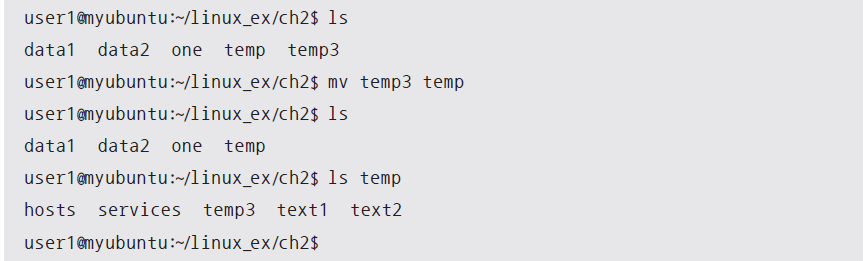 user1@myubuntu:~/linux_ex/ch2$ ls
data1  data2  one  temp  temp3
user1@myubuntu:~/linux_ex/ch2$ mv temp3 temp
user1@myubuntu:~/linux_ex/ch2$ ls
data1  data2  one  temp
user1@myubuntu:~/linux_ex/ch2$ ls temp
hosts  services  temp3  text1  text2
user1@myubuntu:~/linux_ex/ch2$